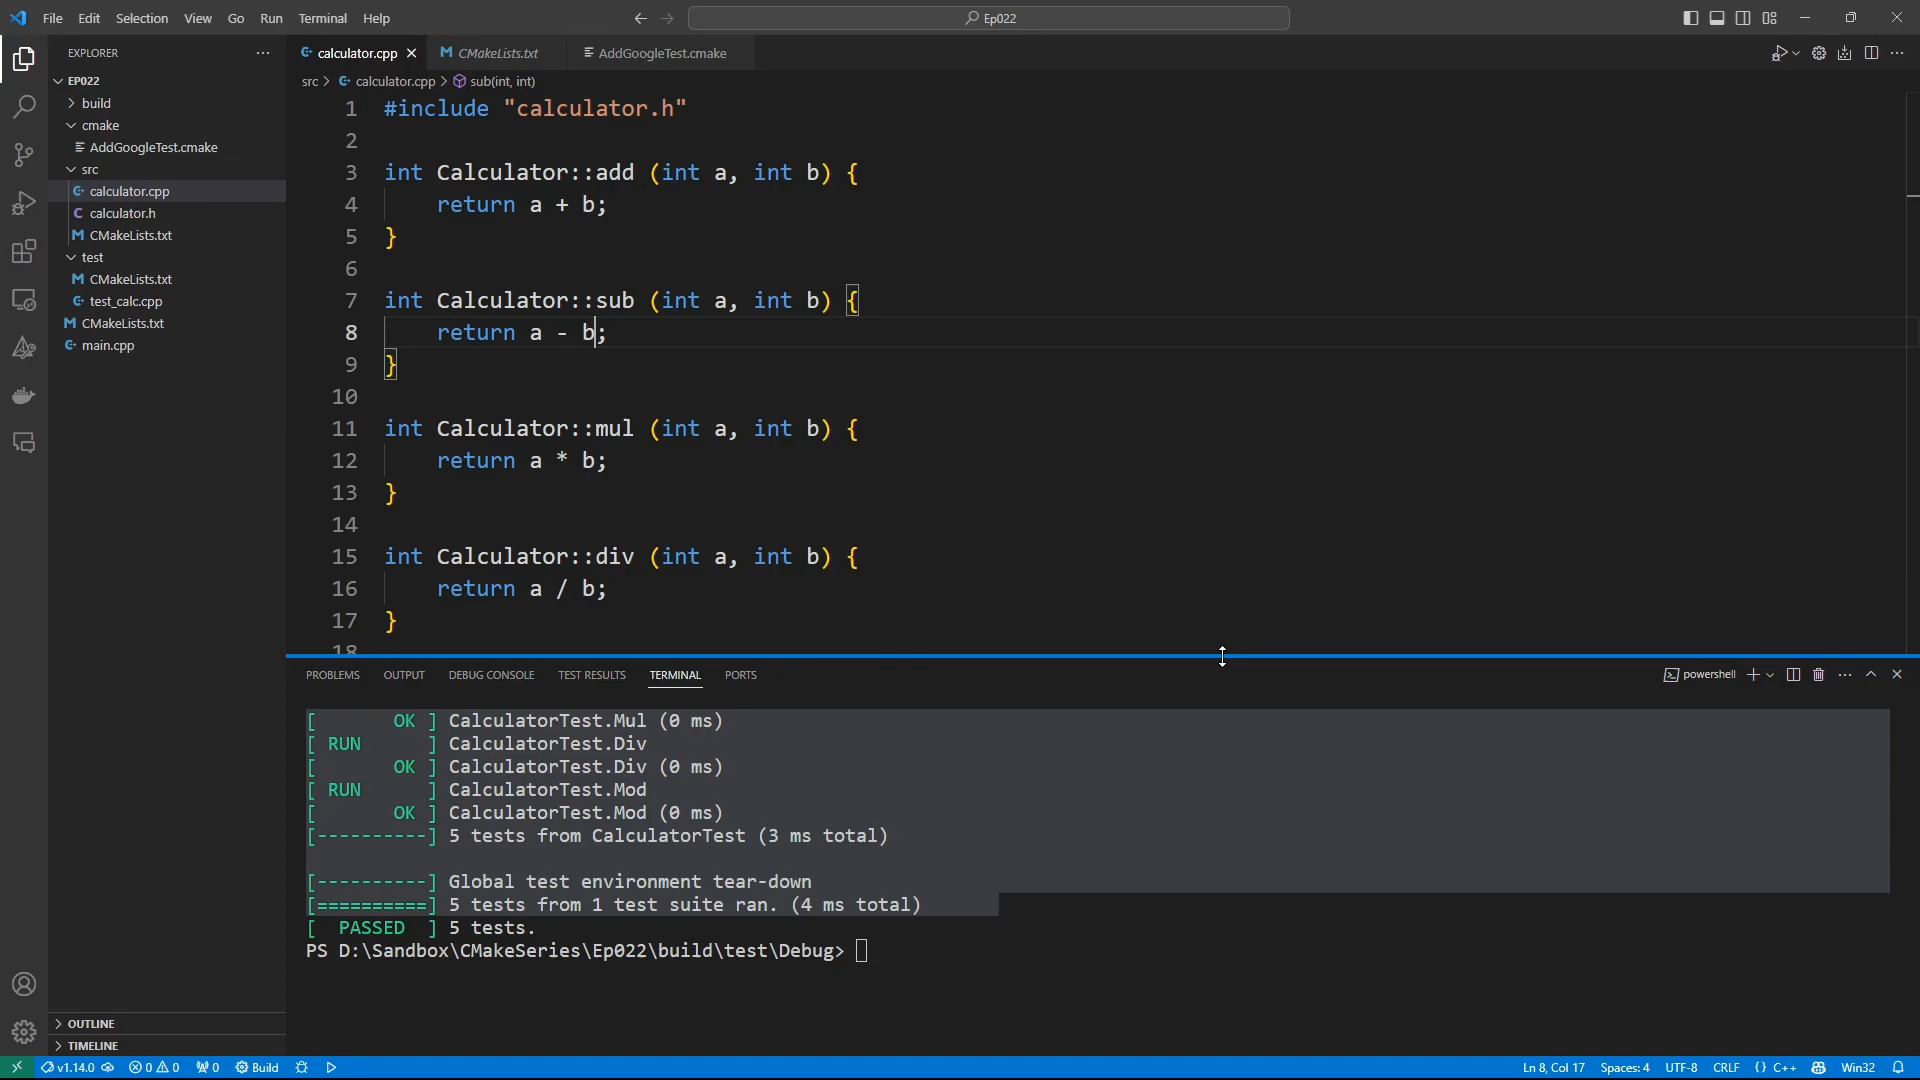 File Edit Selection View Go Run Terminal Help
Ep022
EXPLORER
calculator.cpp
CMakeLists.txt
AddGoogleTest.cmake
EP022
build
cmake
AddGoogleTest.cmake
src
calculator.cpp
calculator.h
CMakeLists.txt
test
CMakeLists.txt
test_calc.cpp
CMakeLists.txt
main.cpp
OUTLINE
TIMELINE
src > calculator.cpp > sub(int, int)
1 #include "calculator.h"
2
3 int Calculator::add (int a, int b) {
4 return a + b;
5 }
6
7 int Calculator::sub (int a, int b) {
8 return a - b;
9 }
10
11 int Calculator::mul (int a, int b) {
12 return a * b;
13 }
14
15 int Calculator::div (int a, int b) {
16 return a / b;
17 }
18
PROBLEMS OUTPUT DEBUG CONSOLE TEST RESULTS TERMINAL PORTS
powershell
[       OK ] CalculatorTest.Mul (0 ms)
[ RUN      ] CalculatorTest.Div
[       OK ] CalculatorTest.Div (0 ms)
[ RUN      ] CalculatorTest.Mod
[       OK ] CalculatorTest.Mod (0 ms)
[----------] 5 tests from CalculatorTest (3 ms total)
[----------] Global test environment tear-down
[==========] 5 tests from 1 test suite ran. (4 ms total)
[  PASSED  ] 5 tests.
PS D:\Sandbox\CMakeSeries\Ep022\build\test\Debug>
v1.14.0 0 0 0 Build Ln 8, Col 17 Spaces: 4 UTF-8 CRLF {} C++ Win32